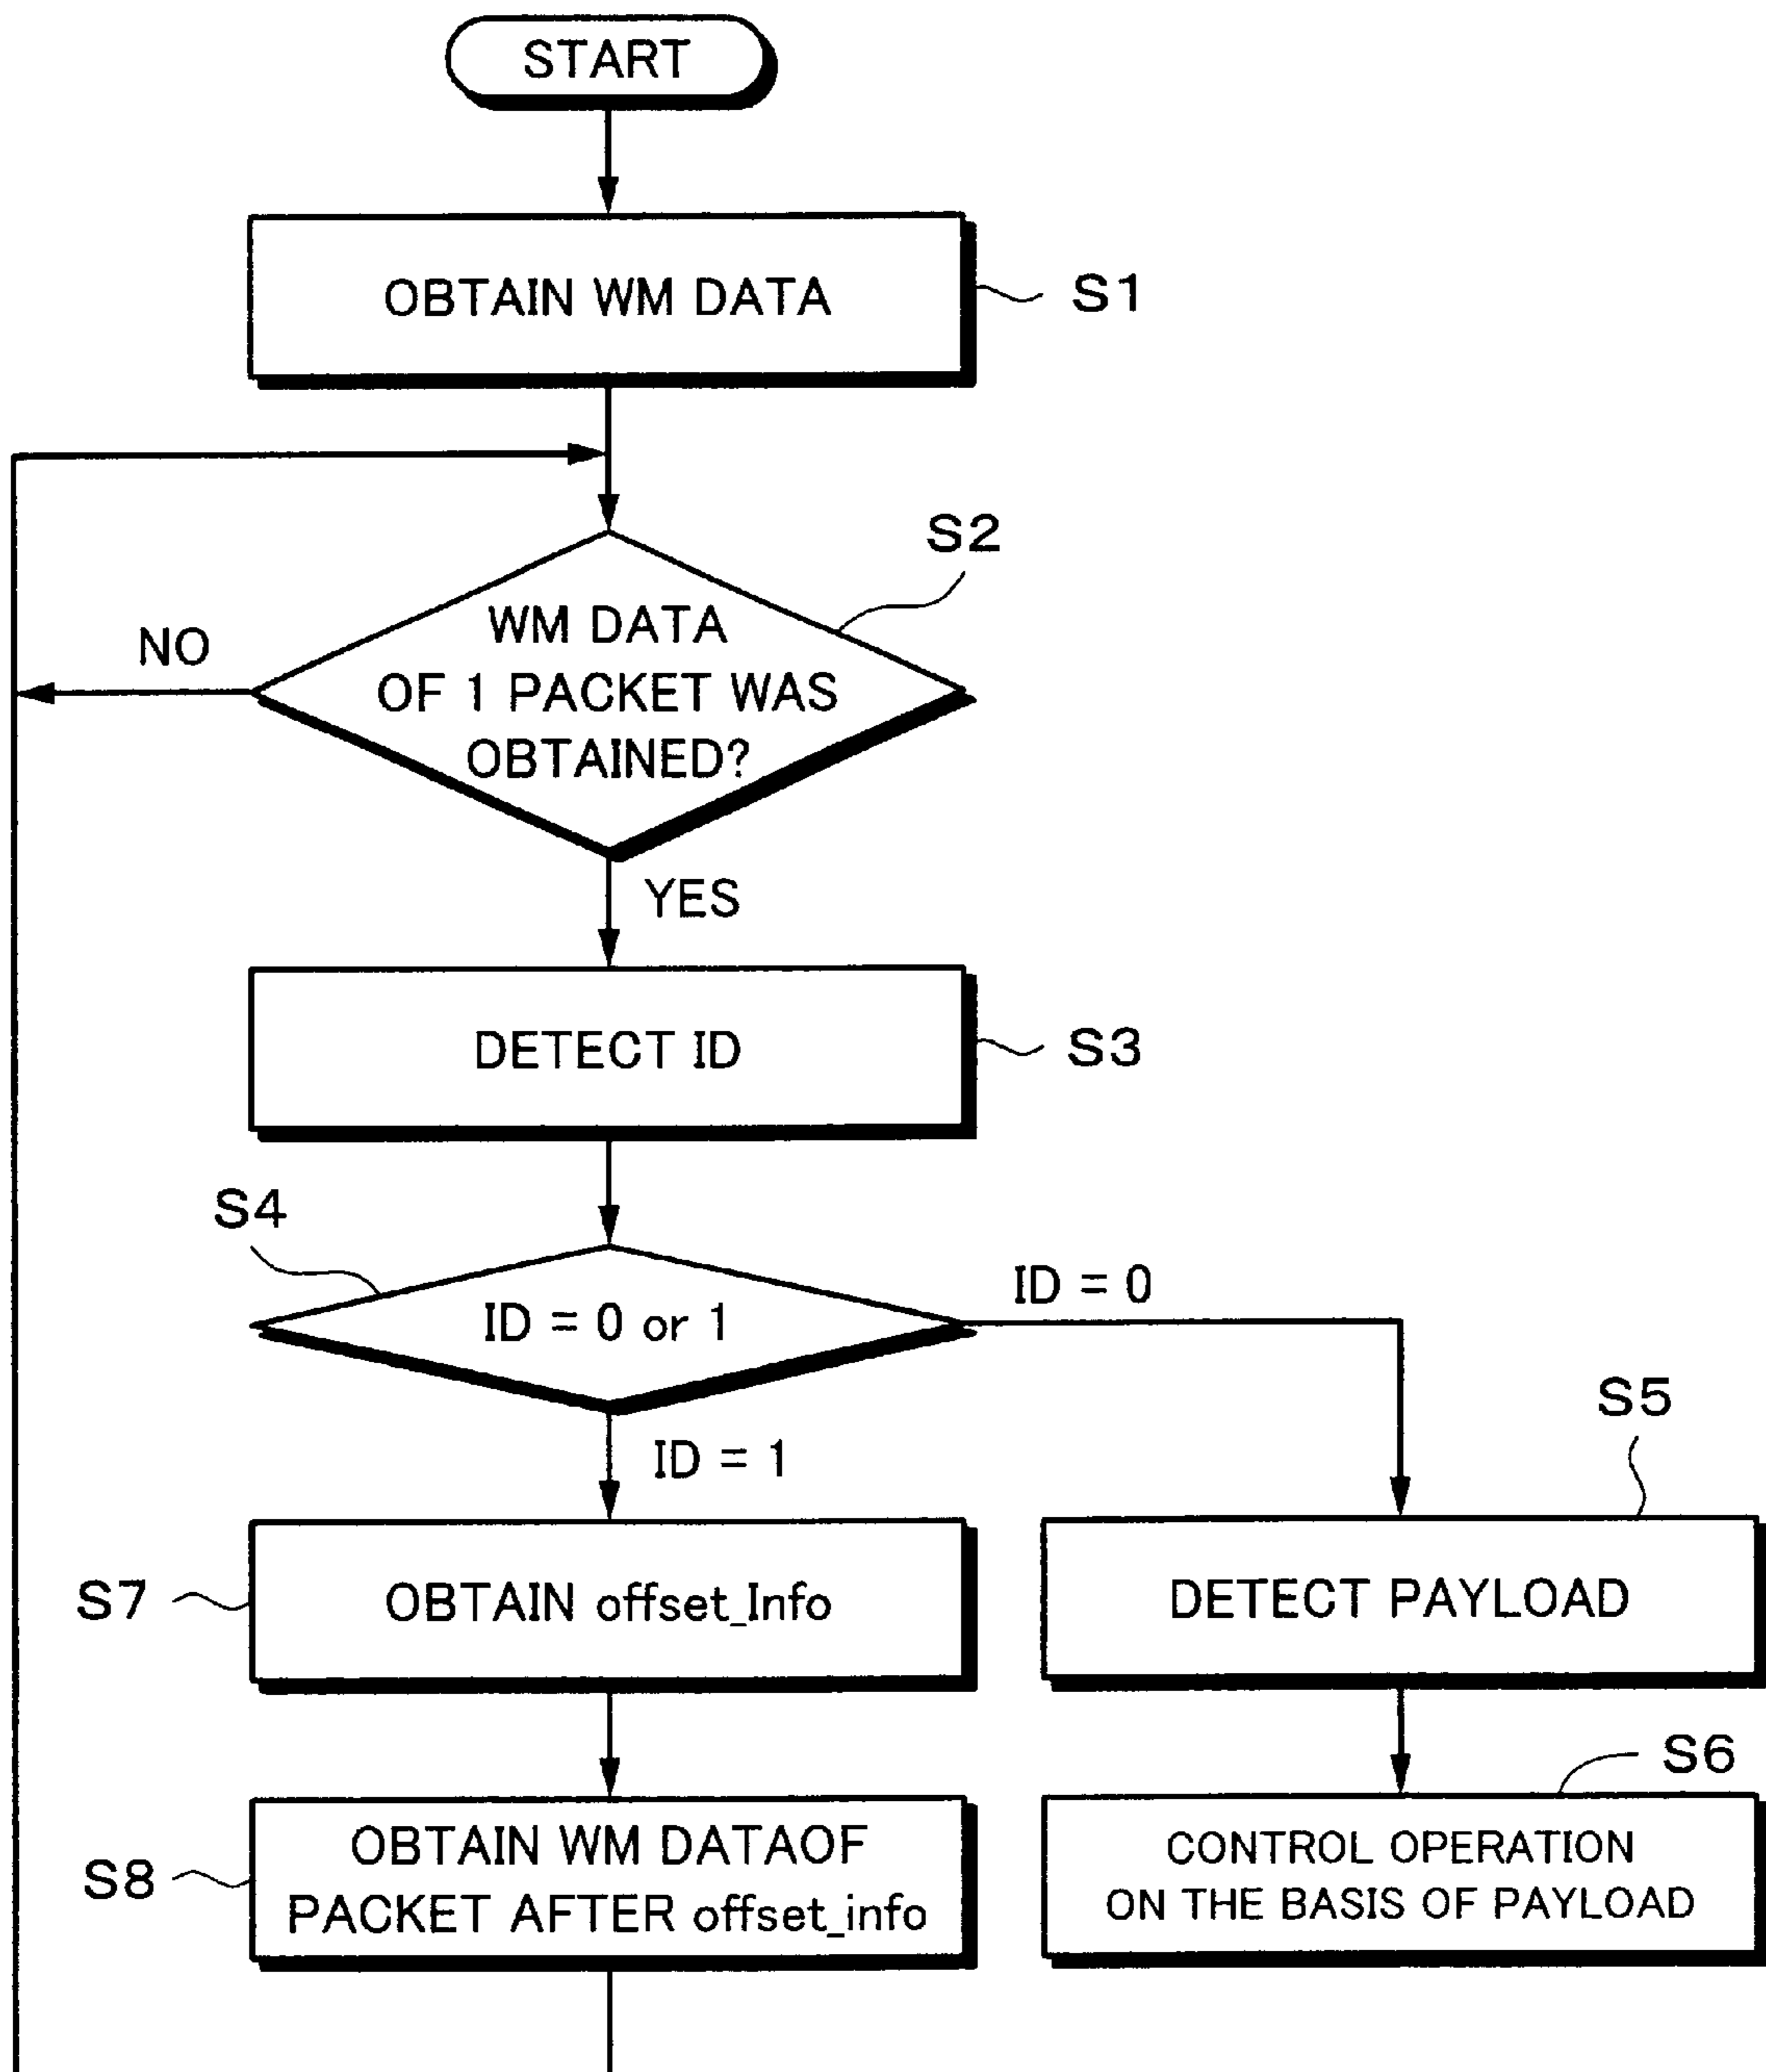 START
OBTAIN WM DATA
S1
S2
WM DATA
OF 1 PACKET WAS
OBTAINED?
NO
YES
DETECT ID
S3
S4
ID = 0 or 1
ID = 0
ID = 1
S5
S7
OBTAIN offset_Info
DETECT PAYLOAD
S6
S8
OBTAIN WM DATAOF
PACKET AFTER offset_info
CONTROL OPERATION
ON THE BASIS OF PAYLOAD